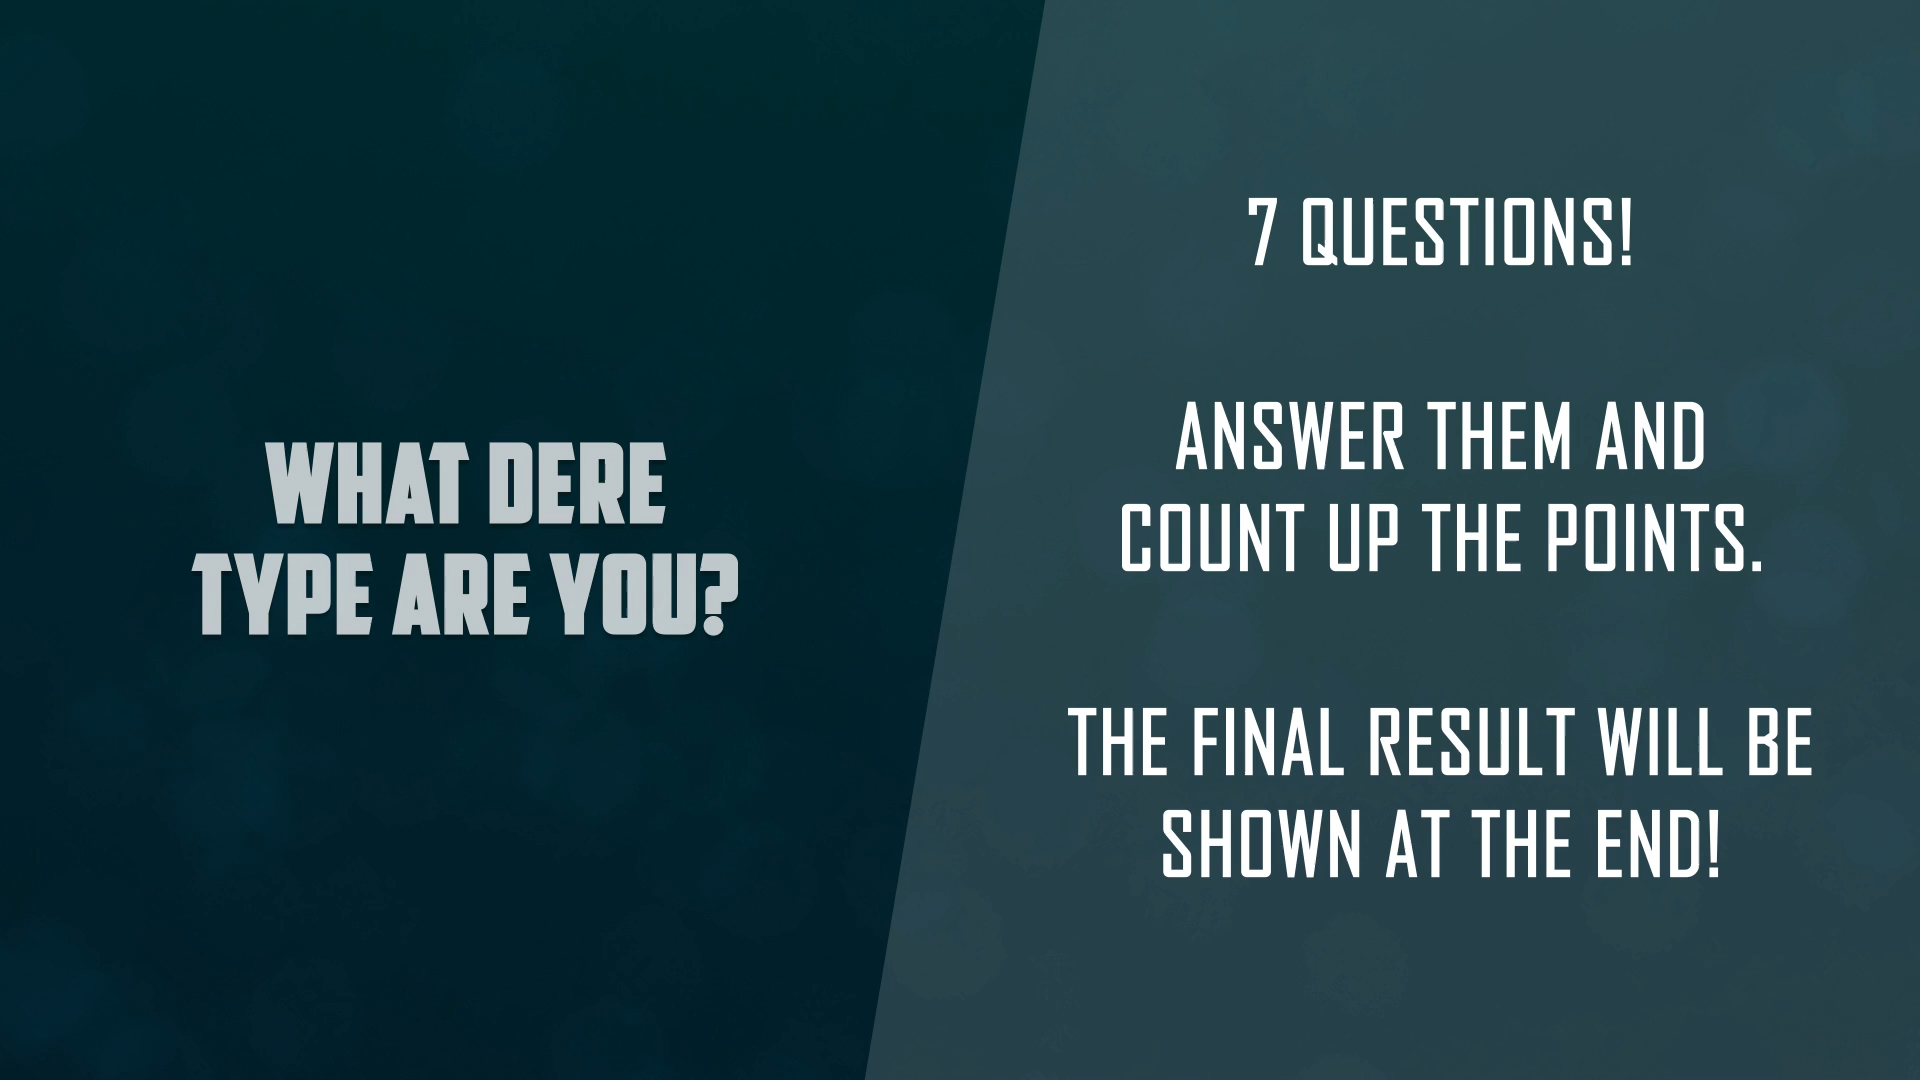 WHAT DERE
TYPE ARE YOU?
7 QUESTIONS!
ANSWER THEM AND
COUNT UP THE POINTS.
THE FINAL RESULT WILL BE
SHOWN AT THE END!